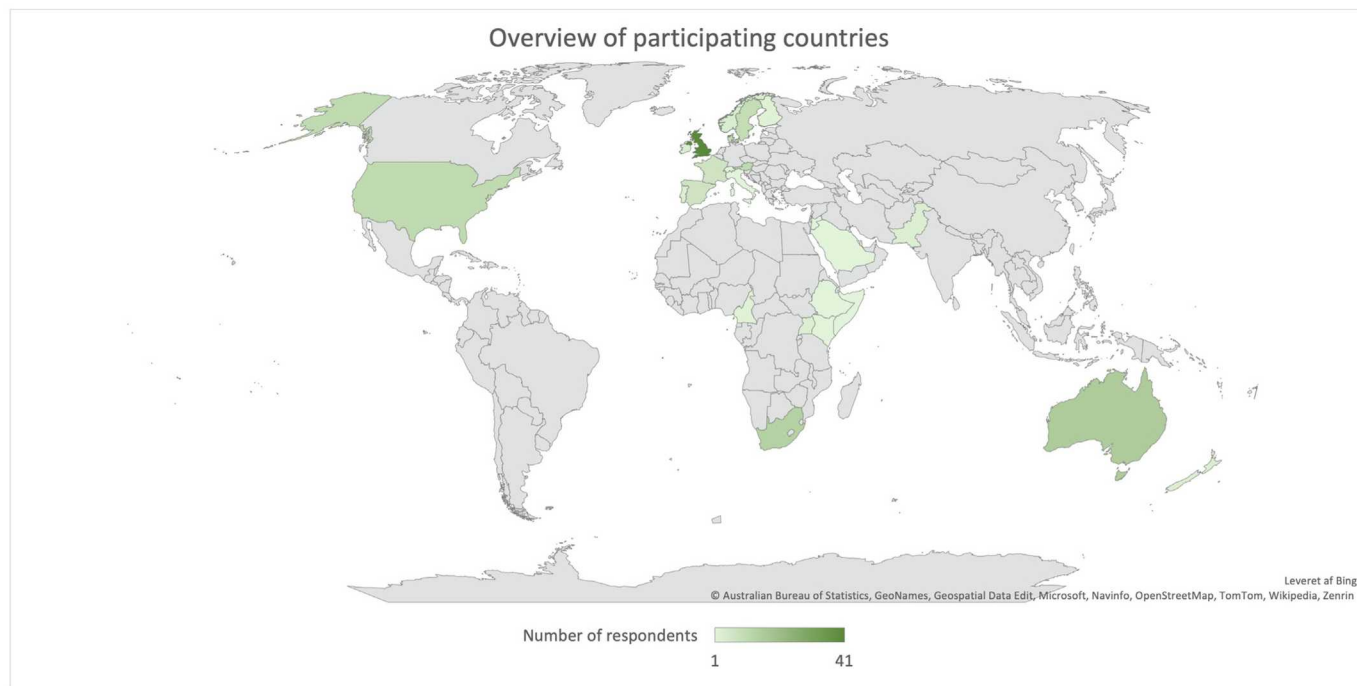 Overview of participating countries
Leveret af Bing
© Australian Bureau of Statistics, GeoNames, Geospatial Data Edit, Microsoft, Navinfo, OpenStreetMap, TomTom, Wikipedia, Zenrin
Number of respondents
1 41